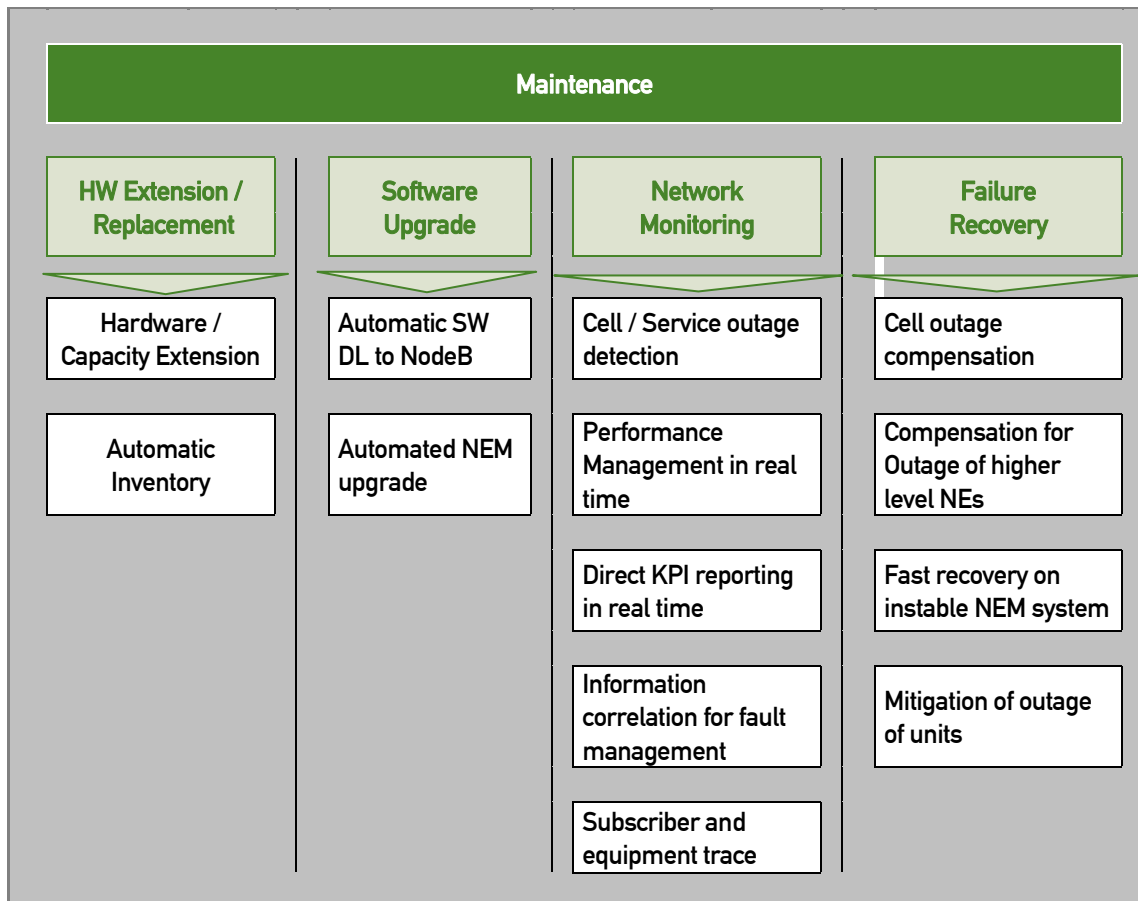 Maintenance
HW Extension /
Replacement
Hardware /
Capacity Extension
Automatic
Inventory
Software
Upgrade
Automatic SW
DL to NodeB
Automated NEM
upgrade
Network
Monitoring
Cell / Service outage
detection
Performance
Management in real
time
Direct KPI reporting
in real time
Information
correlation for fault
management
Subscriber and
equipment trace
Failure
Recovery
Cell outage
compensation
Compensation for
Outage of higher
level NEs
Fast recovery on
instable NEM system
Mitigation of outage
of units